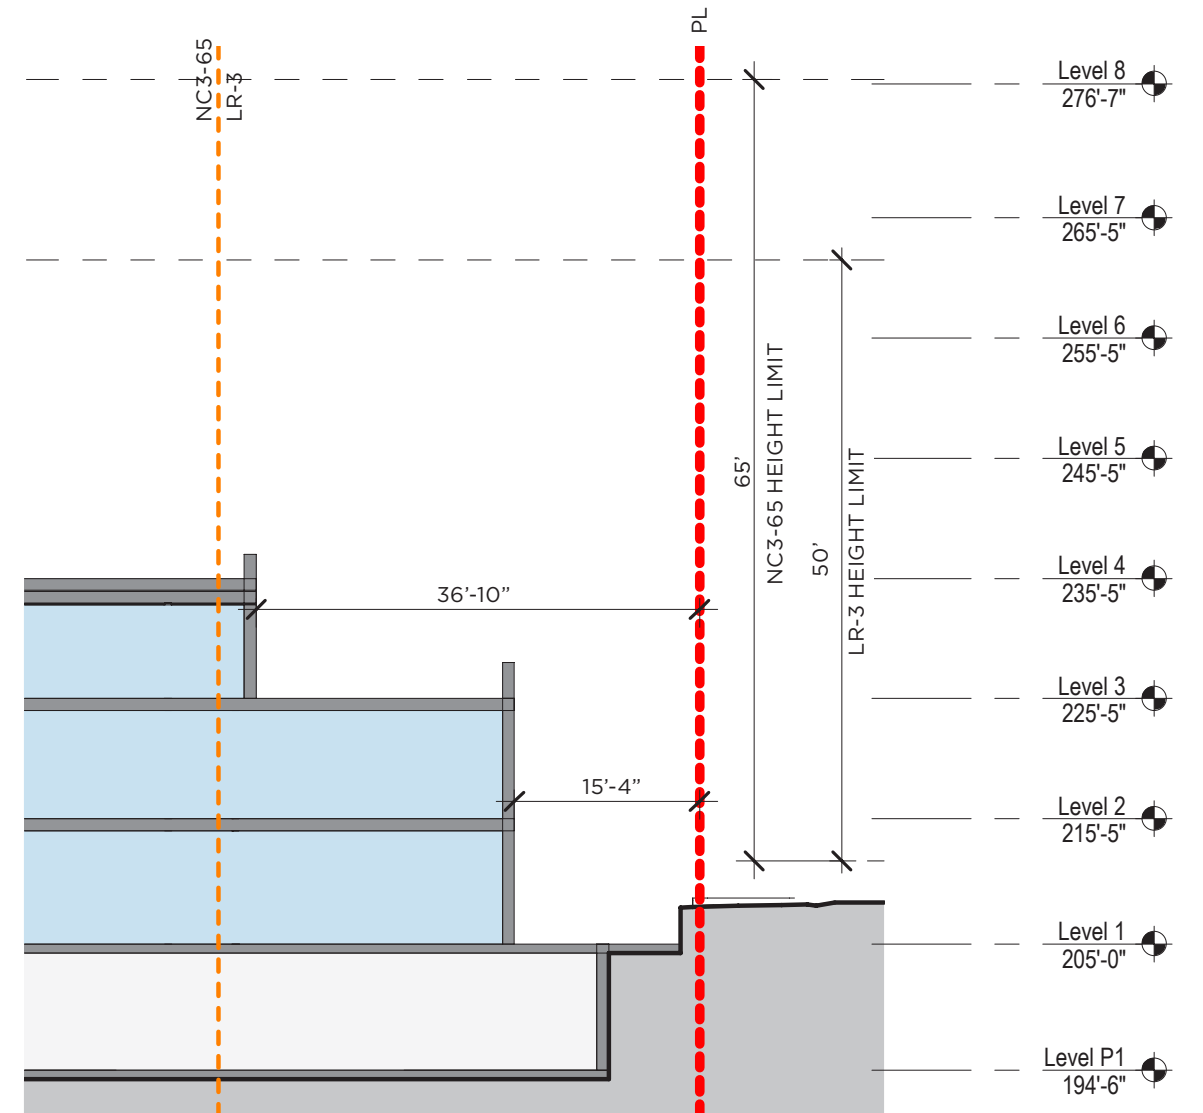 PL
NC3-65
LR-3
Level 8
276'-7"
Level 7
265'-5"
Level 6
255'-5"
65'
NC3-65 HEIGHT LIMIT
50'
LR-3 HEIGHT LIMIT
Level 5
245'-5"
Level 4
235'-5"
36'-10"
Level 3
225'-5"
15'-4"
Level 2
215'-5"
Level 1
205'-0"
Level P1
194'-6"